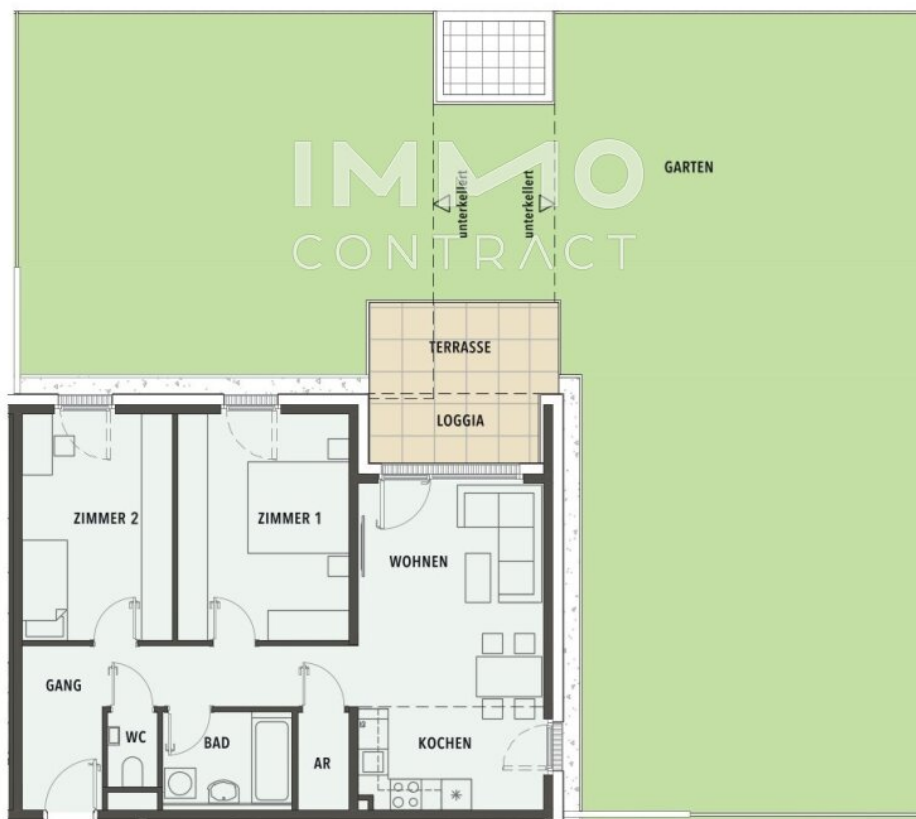 IMMO
CONTRACT
GARTEN
unterkellert
unterkellert
TERRASSE
LOGGIA
ZIMMER 2
ZIMMER 1
WOHNEN
GANG
WC
BAD
AR
KOCHEN